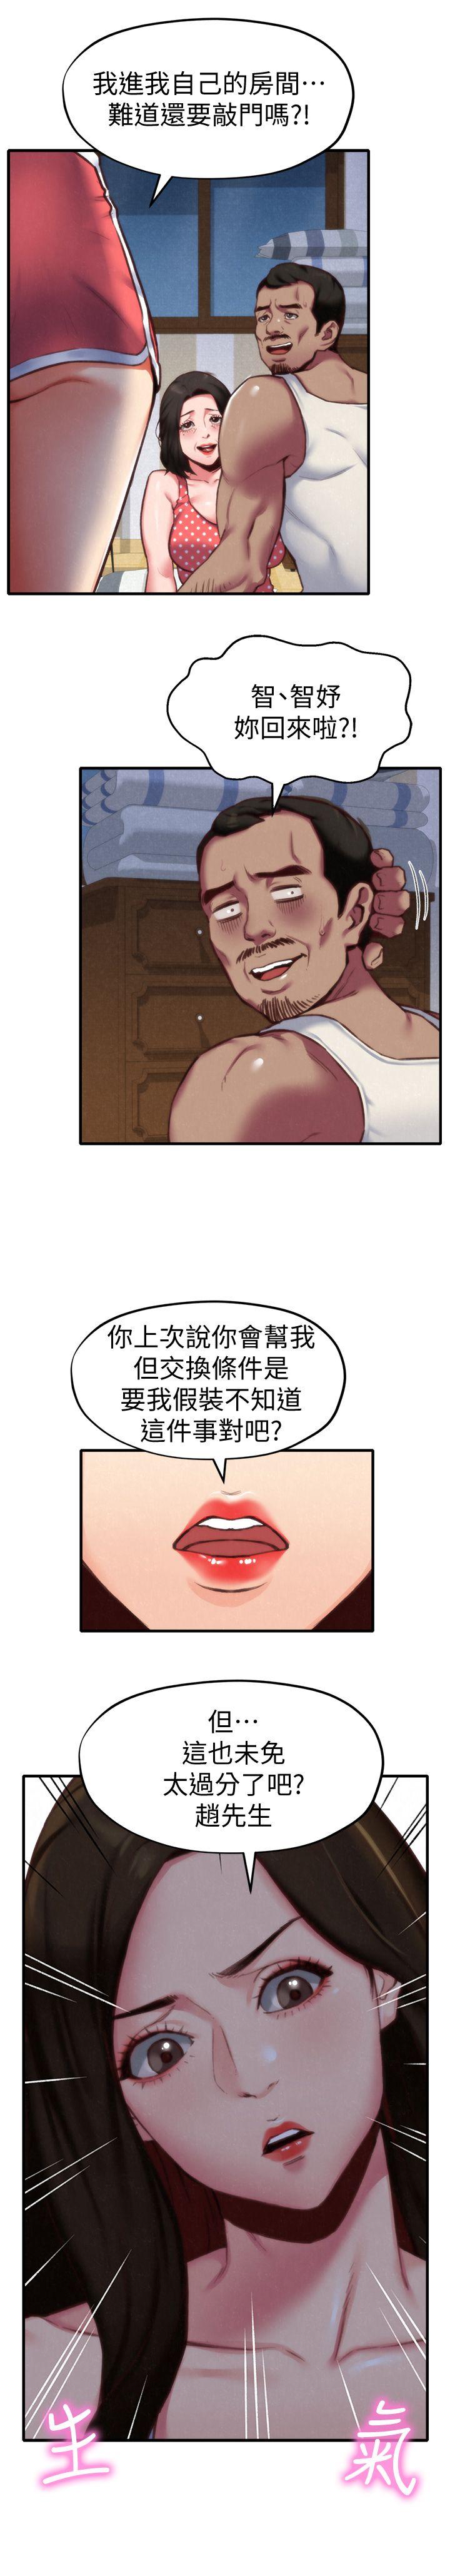 我進我自己的房間…
難道還要敲門嗎?!
智、智妤
妳回來啦?!
你上次說你會幫我
但交換條件是
要我假裝不知道
這件事對吧?
但…
這也未免
太過分了吧?
趙先生
生氣